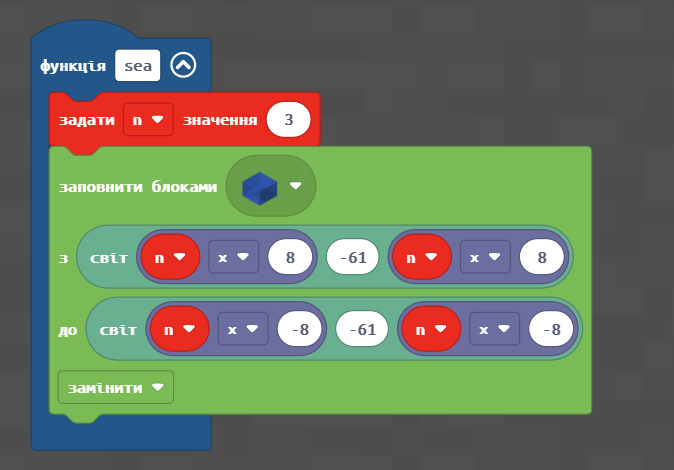 функція sea
задати n значення 3
заповнити блоками
з світ n x 8 -61 n x 8
до світ n x -8 -61 n x -8
замінити